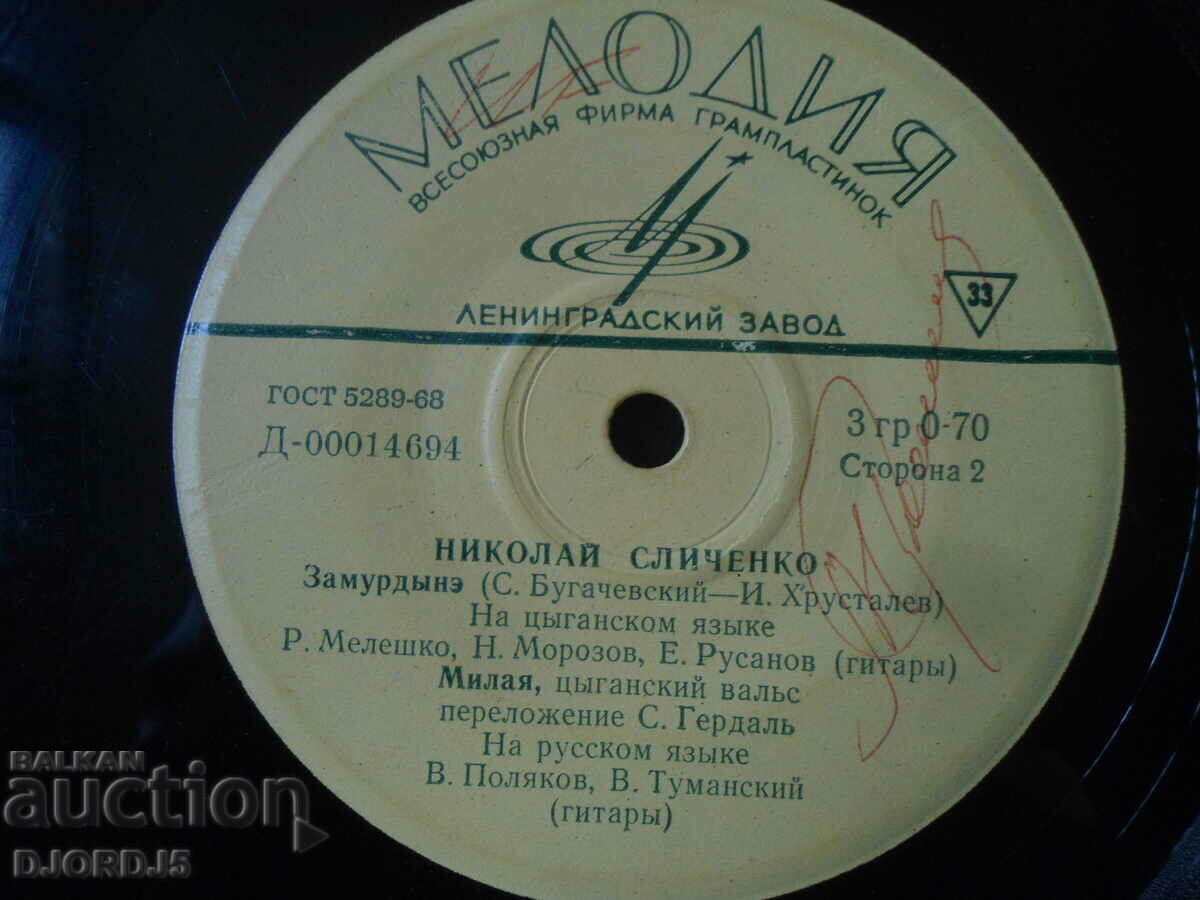 МЕЛОДИЯ
ВСЕСОЮЗНАЯ ФИРМА ГРАМПЛАСТИНОК
ЛЕНИНГРАДСКИЙ ЗАВОД
33
ГОСТ 5289-68
Д-00014694
3 гр 0-70
Сторона 2
НИКОЛАЙ СЛИЧЕНКО
Замурдынэ (С. Бугачевский—И. Хрусталев)
На цыганском языке
Р. Мелешко, Н. Морозов, Е. Русанов (гитары)
Милая, цыганский вальс
переложение С. Гердаль
На русском языке
В. Поляков, В. Туманский
(гитары)
BALKAN
auction
DJORDJ5